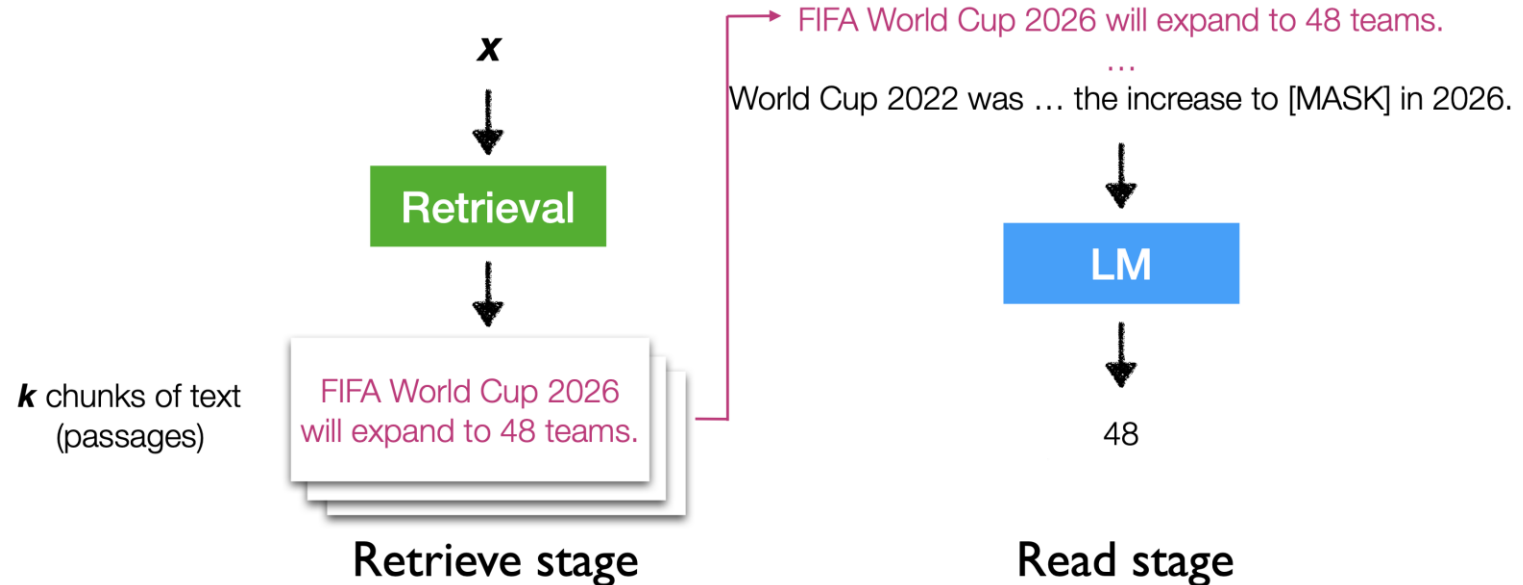 x
Retrieval
k chunks of text
(passages)
FIFA World Cup 2026
will expand to 48 teams.
Retrieve stage
FIFA World Cup 2026 will expand to 48 teams.
...
World Cup 2022 was ... the increase to [MASK] in 2026.
LM
48
Read stage